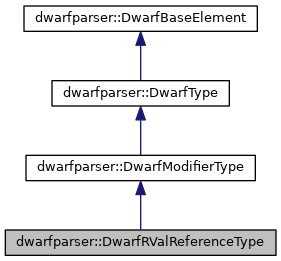 dwarfparser::DwarfBaseElement
dwarfparser::DwarfType
dwarfparser::DwarfModifierType
dwarfparser::DwarfRValReferenceType